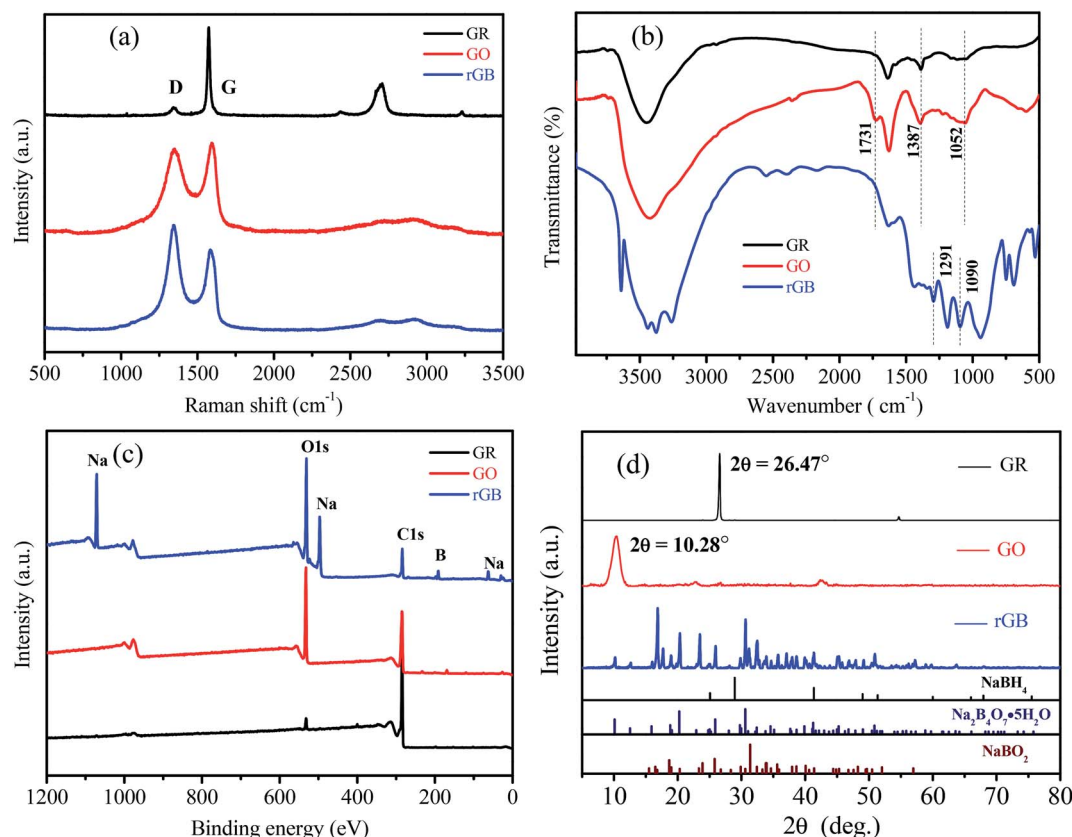 (a)
GR
GO
rGB
D
G
Intensity (a.u.)
500 1000 1500 2000 2500 3000 3500
Raman shift (cm⁻¹)
(b)
1731
1387
1052
GR
GO
rGB
1291
1090
Transmittance (%)
3500 3000 2500 2000 1500 1000 500
Wavenumber ( cm⁻¹)
(c)
GR
GO
rGB
Na
O1s
Na
C1s
B
Na
Intensity (a.u.)
1200 1000 800 600 400 200 0
Binding energy (eV)
(d)
2θ = 26.47°
GR
2θ = 10.28°
GO
rGB
NaBH₄
Na₂B₄O₇•5H₂O
NaBO₂
Intensity (a.u.)
10 20 30 40 50 60 70 80
2θ (deg.)